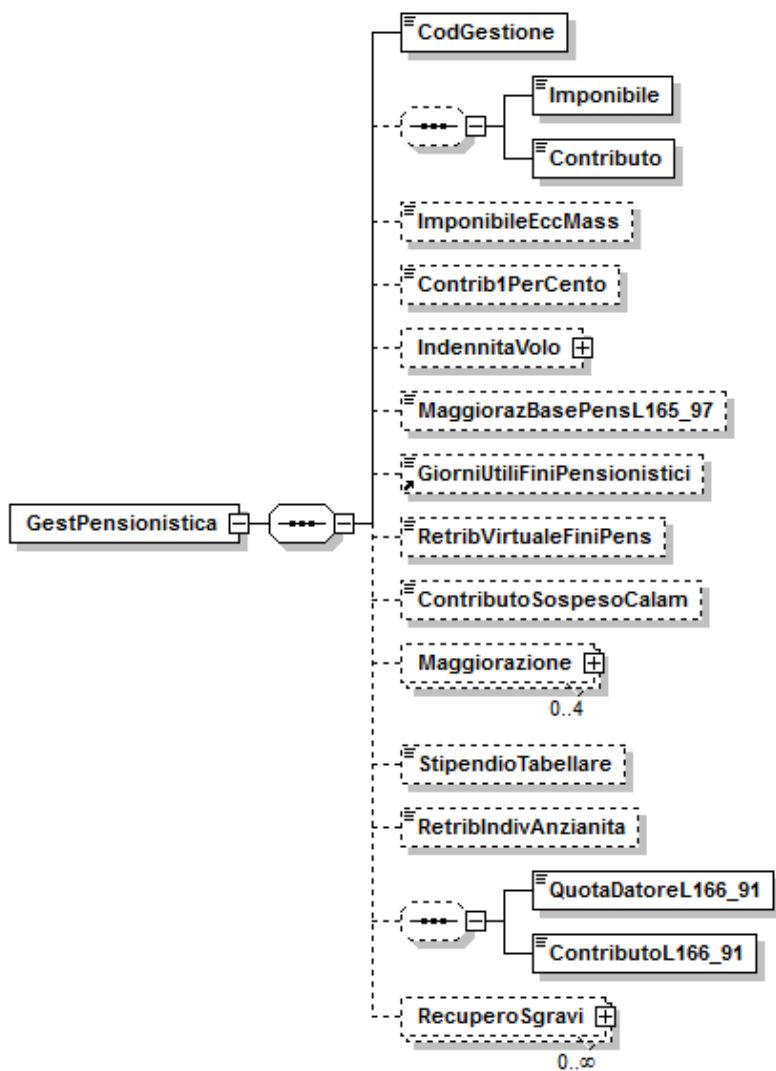 CodGestione
Imponibile
Contributo
ImponibileEccMass
Contrib1PerCento
IndennitaVolo
MaggiorazBasePensL165_97
GiorniUtiliFiniPensionistici
GestPensionistica
RetribVirtualeFiniPens
ContributoSospesoCalam
Maggiorazione
0..4
StipendioTabellare
RetribIndivAnzianita
QuotaDatoreL166_91
ContributoL166_91
RecuperoSgravi
0..∞